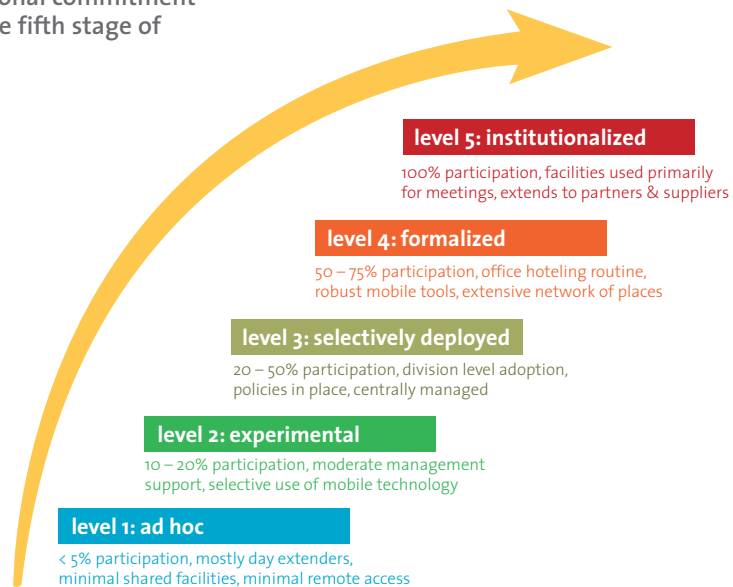 onal commitment
e fifth stage of
level 5: institutionalized
100% participation, facilities used primarily
for meetings, extends to partners & suppliers
level 4: formalized
50 – 75% participation, office hoteling routine,
robust mobile tools, extensive network of places
level 3: selectively deployed
20 – 50% participation, division level adoption,
policies in place, centrally managed
level 2: experimental
10 – 20% participation, moderate management
support, selective use of mobile technology
level 1: ad hoc
< 5% participation, mostly day extenders,
minimal shared facilities, minimal remote access